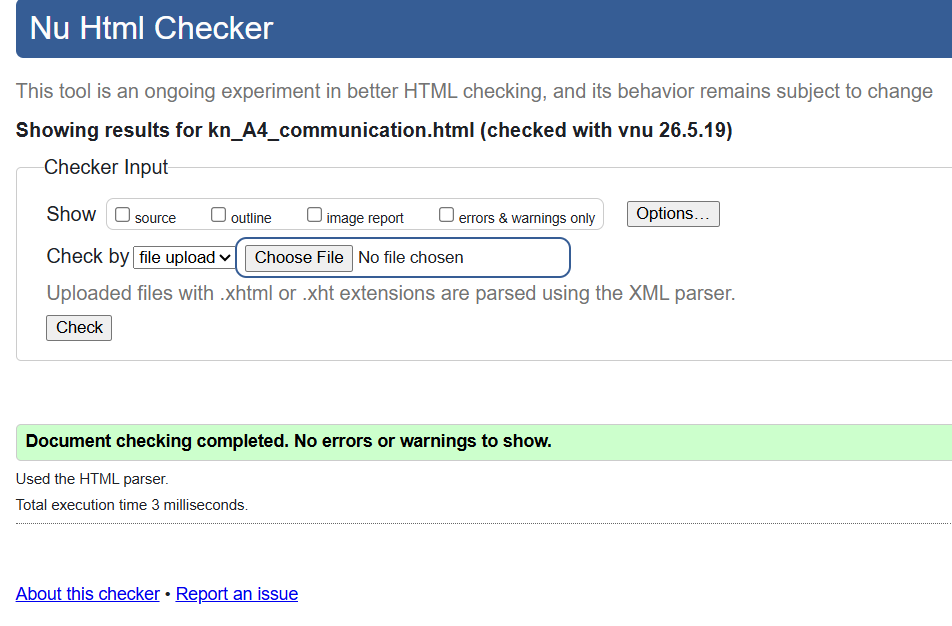 Nu Html Checker
This tool is an ongoing experiment in better HTML checking, and its behavior remains subject to change
Showing results for kn_A4_communication.html (checked with vnu 26.5.19)
Checker Input
Show source outline image report errors & warnings only Options…
Check by file upload Choose File No file chosen
Uploaded files with .xhtml or .xht extensions are parsed using the XML parser.
Check
Document checking completed. No errors or warnings to show.
Used the HTML parser.
Total execution time 3 milliseconds.
About this checker • Report an issue